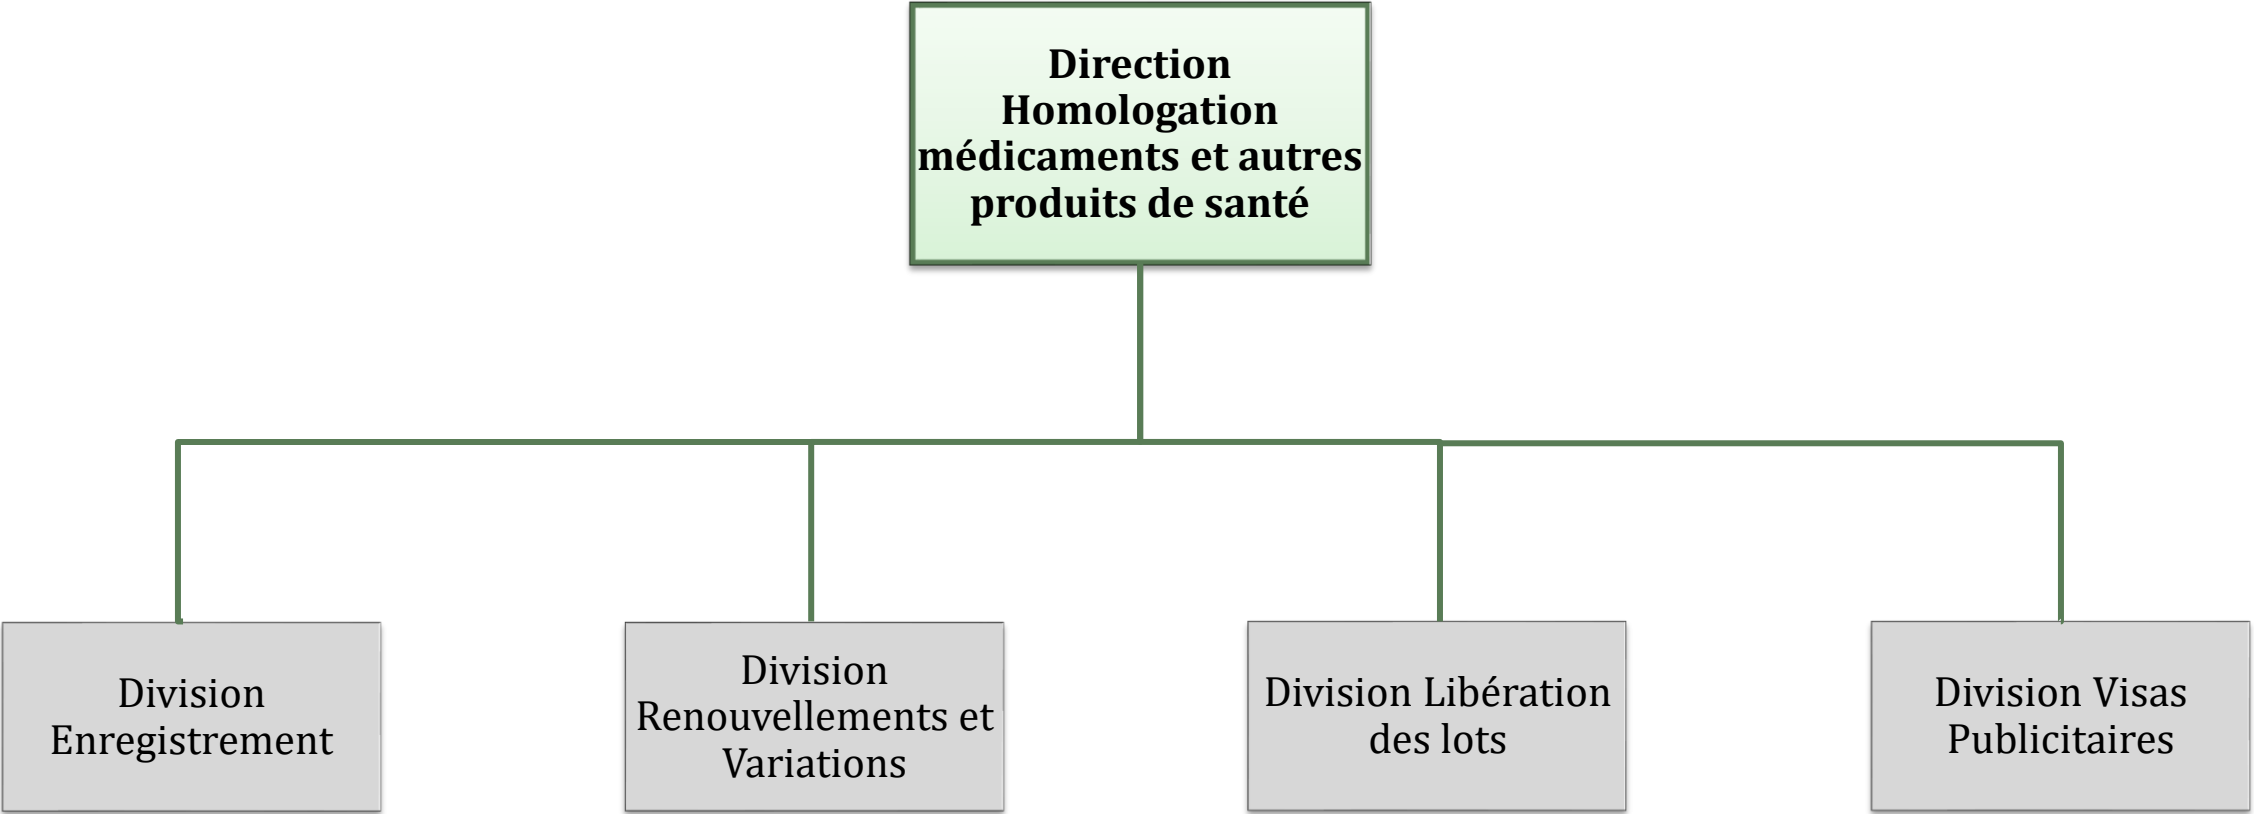 Direction
Homologation
médicaments et autres
produits de santé
Division
Enregistrement
Division
Renouvellements et
Variations
Division Libération
des lots
Division Visas
Publicitaires